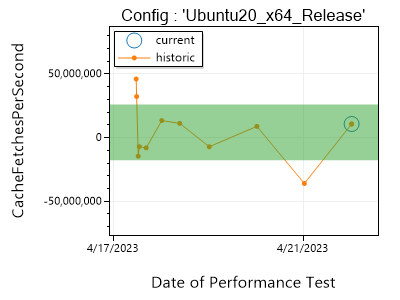 Config : 'Ubuntu20_x64_Release'
current
historic
50,000,000
0
-50,000,000
CacheFetchesPerSecond
4/17/2023
4/21/2023
Date of Performance Test